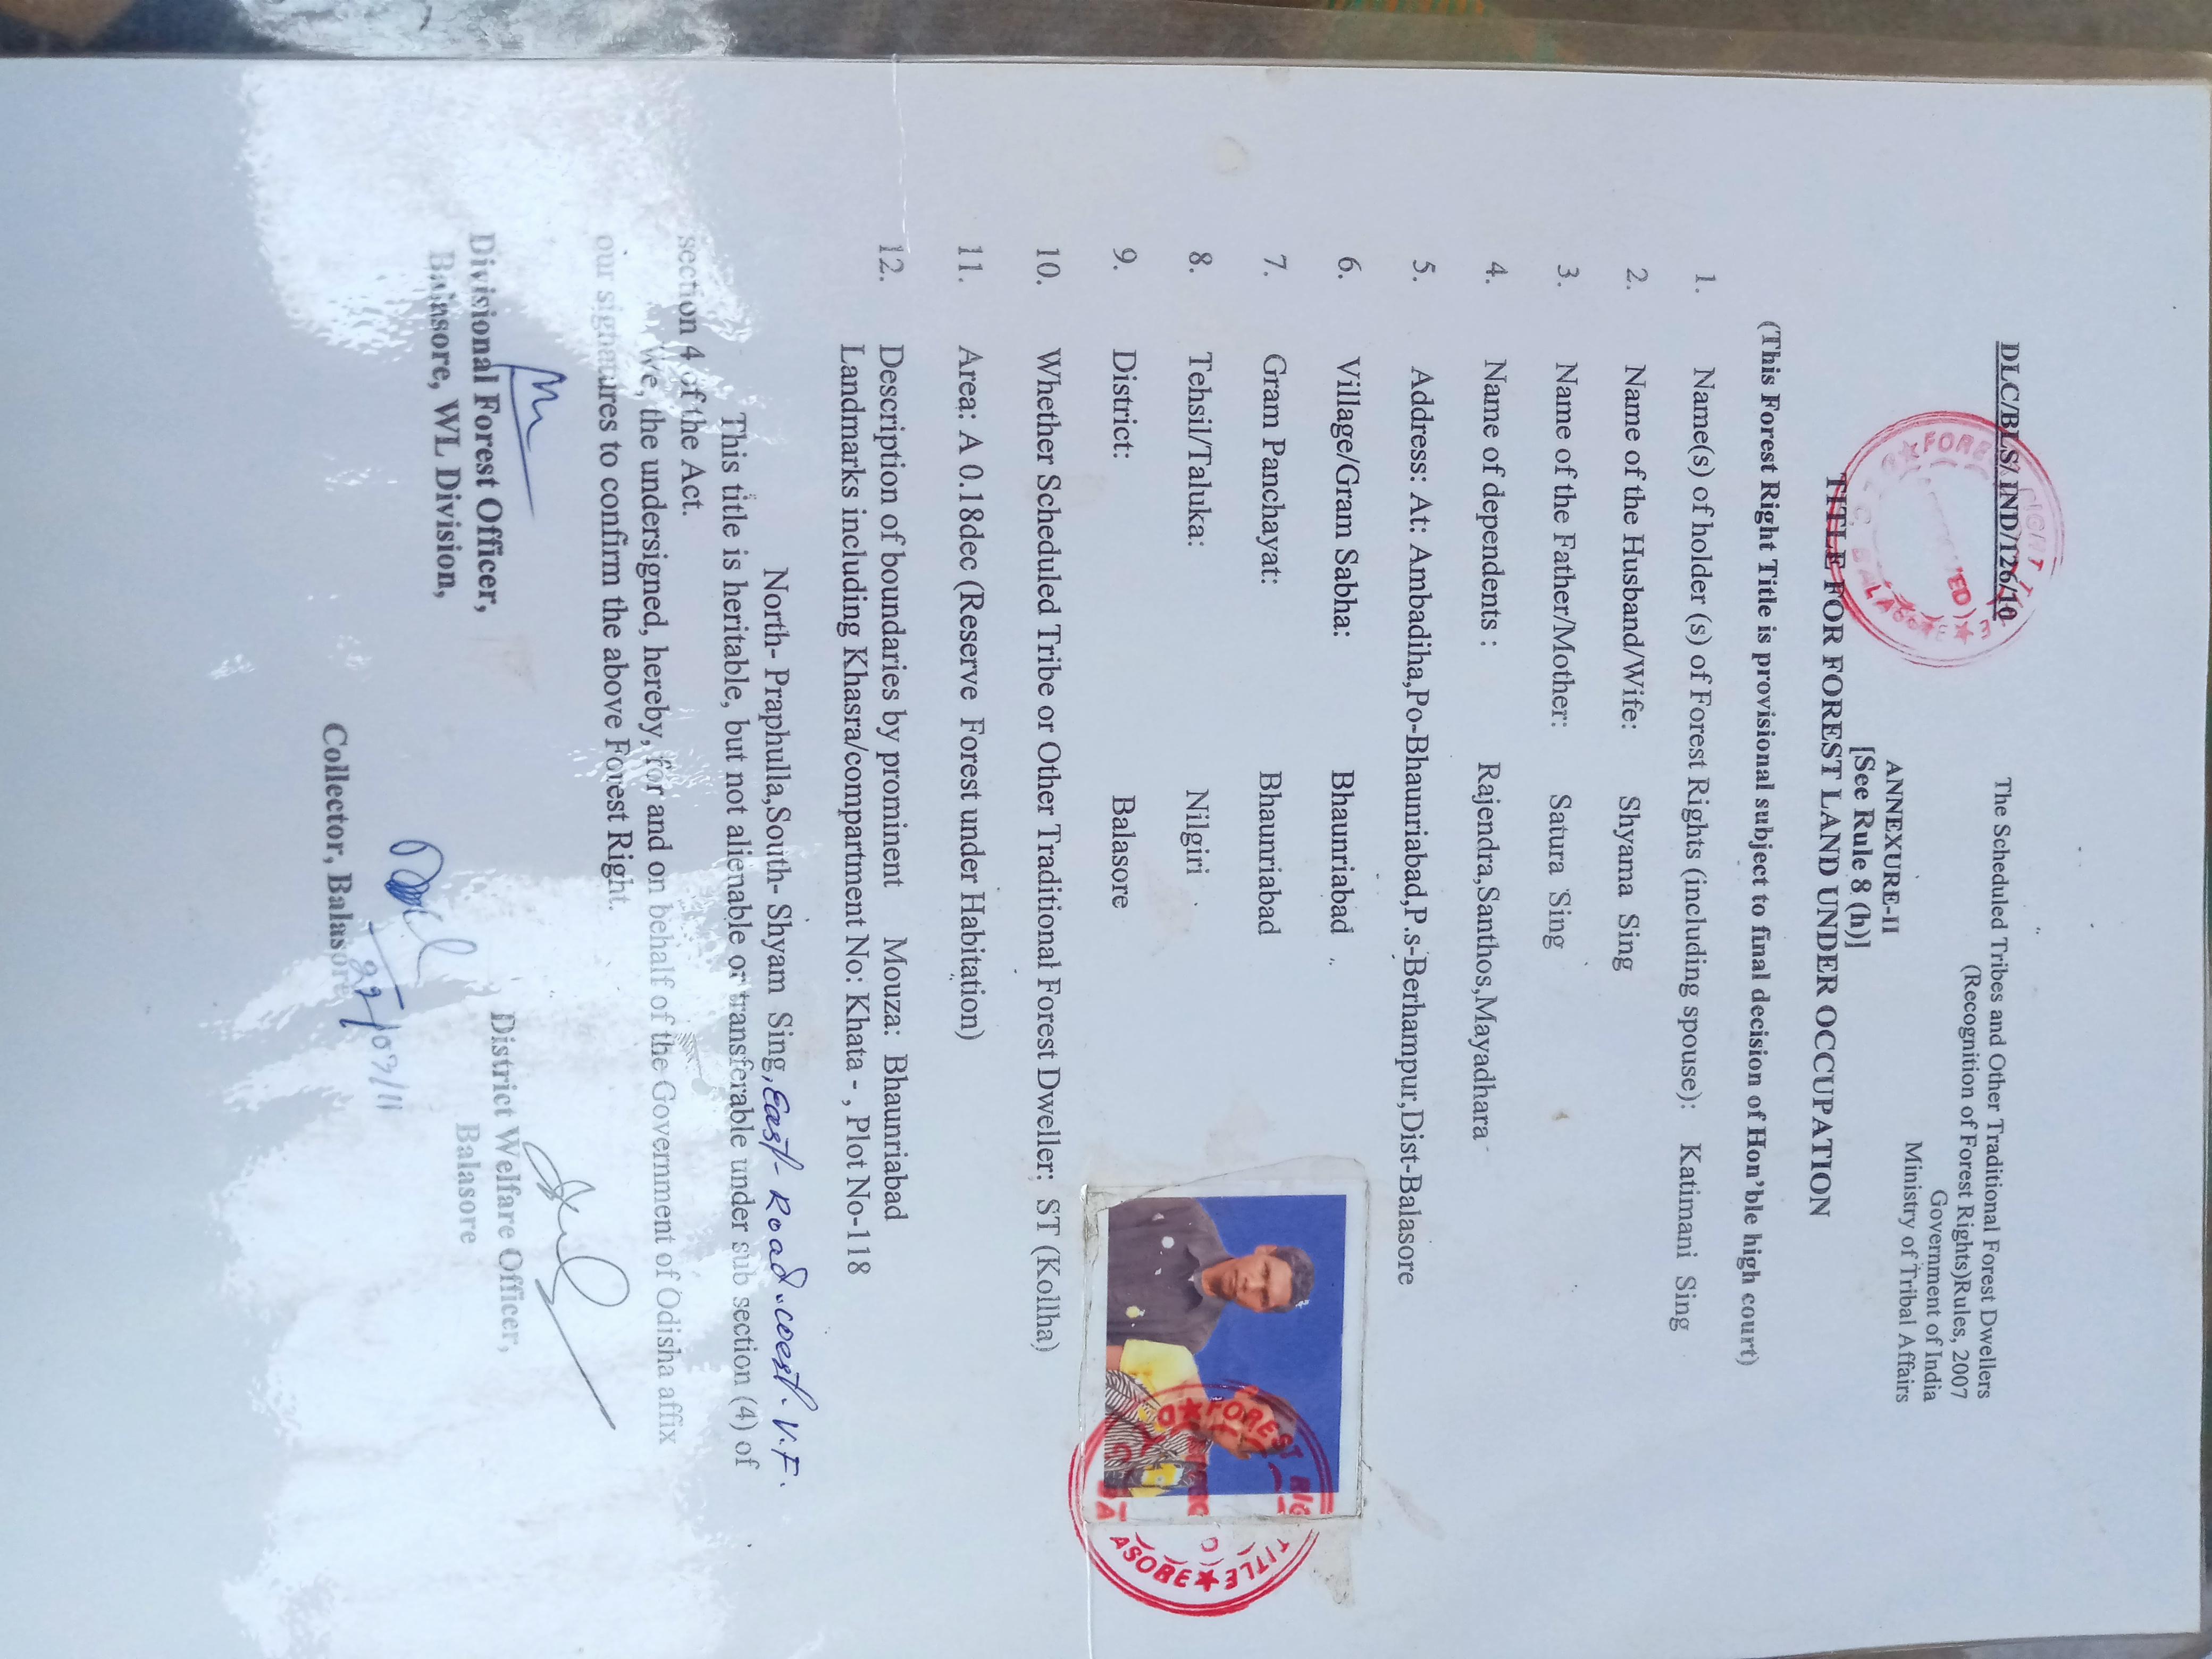 DLC/BLS/ IND/126/10
The Scheduled Tribes and Other Traditional Forest Dwellers
(Recognition of Forest Rights)Rules, 2007
Government of India
Ministry of Tribal Affairs
ANNEXURE-II
[See Rule 8 (h)]
TITLE FOR FOREST LAND UNDER OCCUPATION
(This Forest Right Title is provisional subject to final decision of Hon'ble high court)
1. Name(s) of holder (s) of Forest Rights (including spouse): Katimani Sing
2. Name of the Husband/Wife: Shyama Sing
3. Name of the Father/Mother: Satura Sing
4. Name of dependents : Rajendra,Santhos,Mayadhara
5. Address: At: Ambadiha,Po-Bhaunriabad,P.s-Berhampur,Dist-Balasore
6. Village/Gram Sabha: Bhaunriabad
7. Gram Panchayat: Bhaunriabad
8. Tehsil/Taluka: Nilgiri
9. District: Balasore
10. Whether Scheduled Tribe or Other Traditional Forest Dweller: ST (Kollha)
11. Area: A 0.18dec (Reserve Forest under Habitation)
12. Description of boundaries by prominent Mouza: Bhaunriabad
Landmarks including Khasra/compartment No: Khata - , Plot No-118
North- Praphulla,South- Shyam Sing, East- Road. West- V.F.
This title is heritable, but not alienable or transferable under sub section (4) of
section 4 of the Act.
We, the undersigned, hereby, for and on behalf of the Government of Odisha affix
our signatures to confirm the above Forest Right.
Divisional Forest Officer,
Balasore, WL Division,
District Welfare Officer,
Balasore
Collector, Balasore
FOREST RIGHT TITLE
BALASORE
FOREST RIG TITLE
ASORE